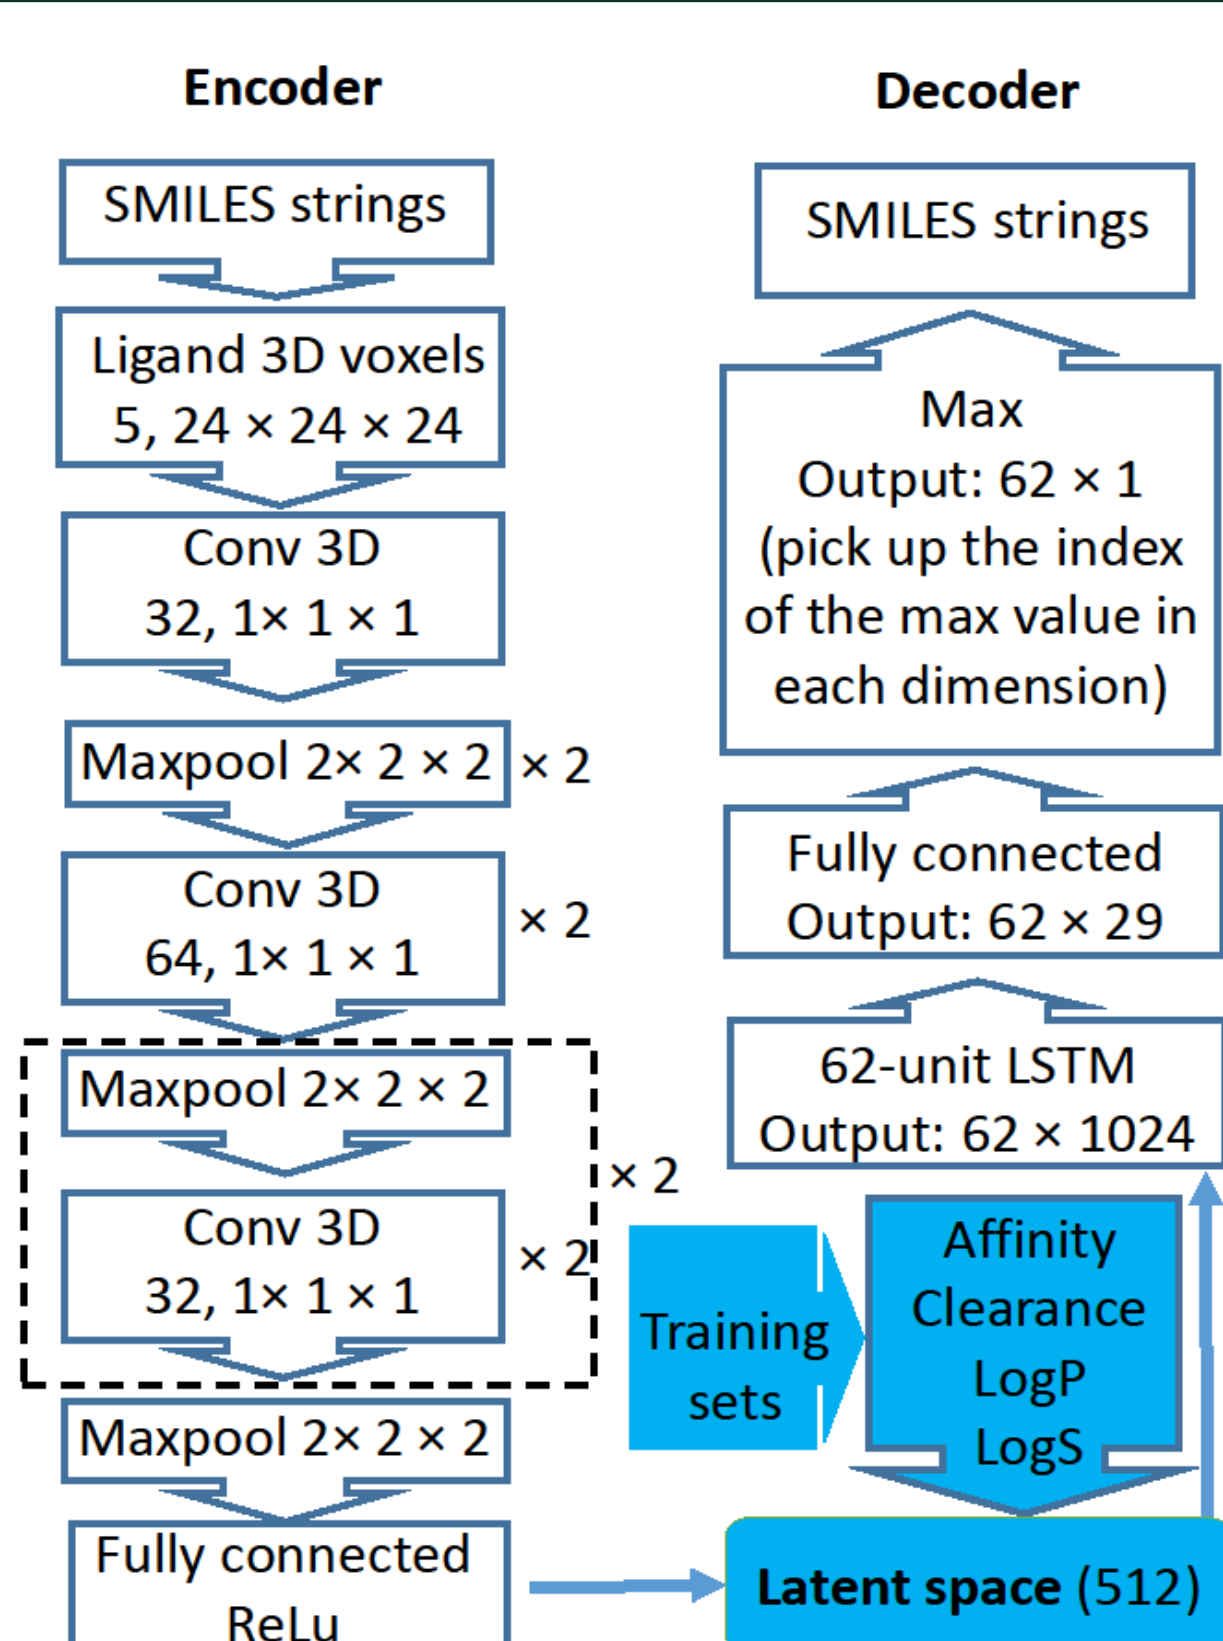 Encoder
SMILES strings
Ligand 3D voxels
5, 24 × 24 × 24
Conv 3D
32, 1× 1 × 1
Maxpool 2× 2 × 2
× 2
Conv 3D
64, 1× 1 × 1
× 2
Maxpool 2× 2 × 2
Conv 3D
32, 1× 1 × 1
× 2
× 2
Maxpool 2× 2 × 2
Fully connected
ReLu
Decoder
SMILES strings
Max
Output: 62 × 1
(pick up the index
of the max value in
each dimension)
Fully connected
Output: 62 × 29
62-unit LSTM
Output: 62 × 1024
Training
sets
Affinity
Clearance
LogP
LogS
Latent space (512)